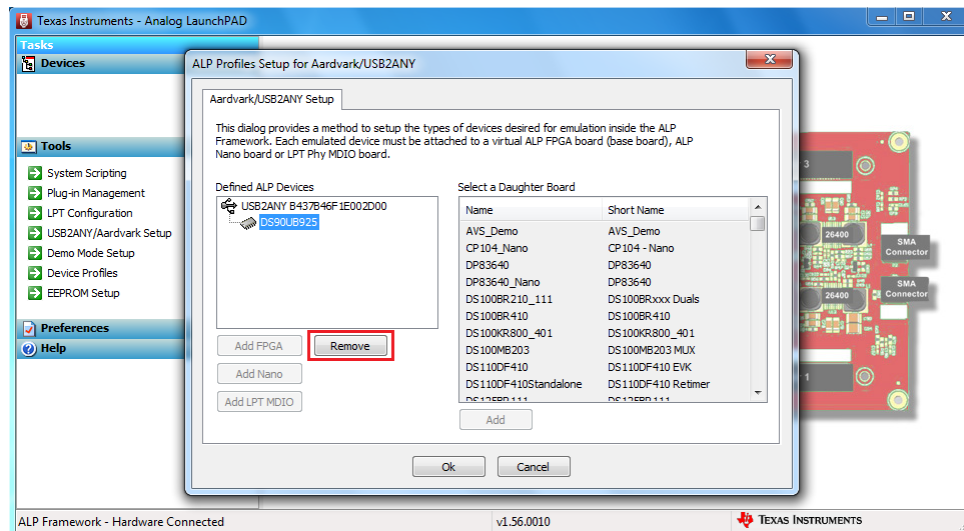 Texas Instruments - Analog LaunchPAD
Tasks
Devices
Tools
System Scripting
Plug-in Management
LPT Configuration
USB2ANY/Aardvark Setup
Demo Mode Setup
Device Profiles
EEPROM Setup
Preferences
Help
ALP Profiles Setup for Aardvark/USB2ANY
Aardvark/USB2ANY Setup
This dialog provides a method to setup the types of devices desired for emulation inside the ALP
Framework. Each emulated device must be attached to a virtual ALP FPGA board (base board), ALP
Nano board or LPT Phy MDIO board.
Defined ALP Devices
USB2ANY B437B46F1E002D00
DS90UB925
Add FPGA
Remove
Add Nano
Add LPT MDIO
Select a Daughter Board
Name Short Name
AVS_Demo AVS_Demo
CP104_Nano CP104 - Nano
DP83640 DP83640
DP83640_Nano DP83640
DS100BR210_111 DS100BRxxx Duals
DS100BR410 DS100BR410
DS100KR800_401 DS100KR800_401
DS100MB203 DS100MB203 MUX
DS110DF410 DS110DF410 EVK
DS110DF410Standalone DS110DF410 Retimer
DS125BR111 DS125BR111
Add
Ok
Cancel
3
26400
SMA
Connector
26400
SMA
Connector
1
ALP Framework - Hardware Connected
v1.56.0010
TEXAS INSTRUMENTS